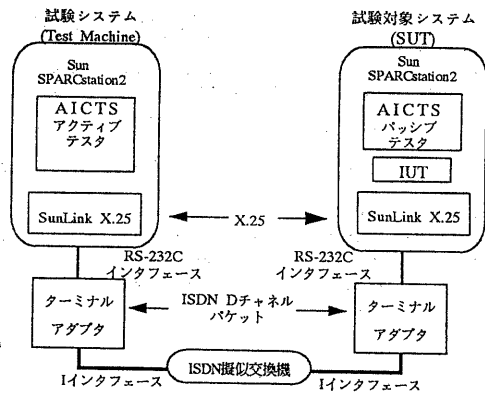 試験システム
(Test Machine)
Sun
SPARCstation2
AICTS
アクティブ
テスタ
SunLink X.25
試験対象システム
(SUT)
Sun
SPARCstation2
AICTS
パッシブ
テスタ
IUT
SunLink X.25
X.25
RS-232C
インタフェース
RS-232C
インタフェース
ターミナル
アダプタ
ISDN Dチャネル
パケット
ターミナル
アダプタ
ISDN擬似交換機
Iインタフェース
Iインタフェース